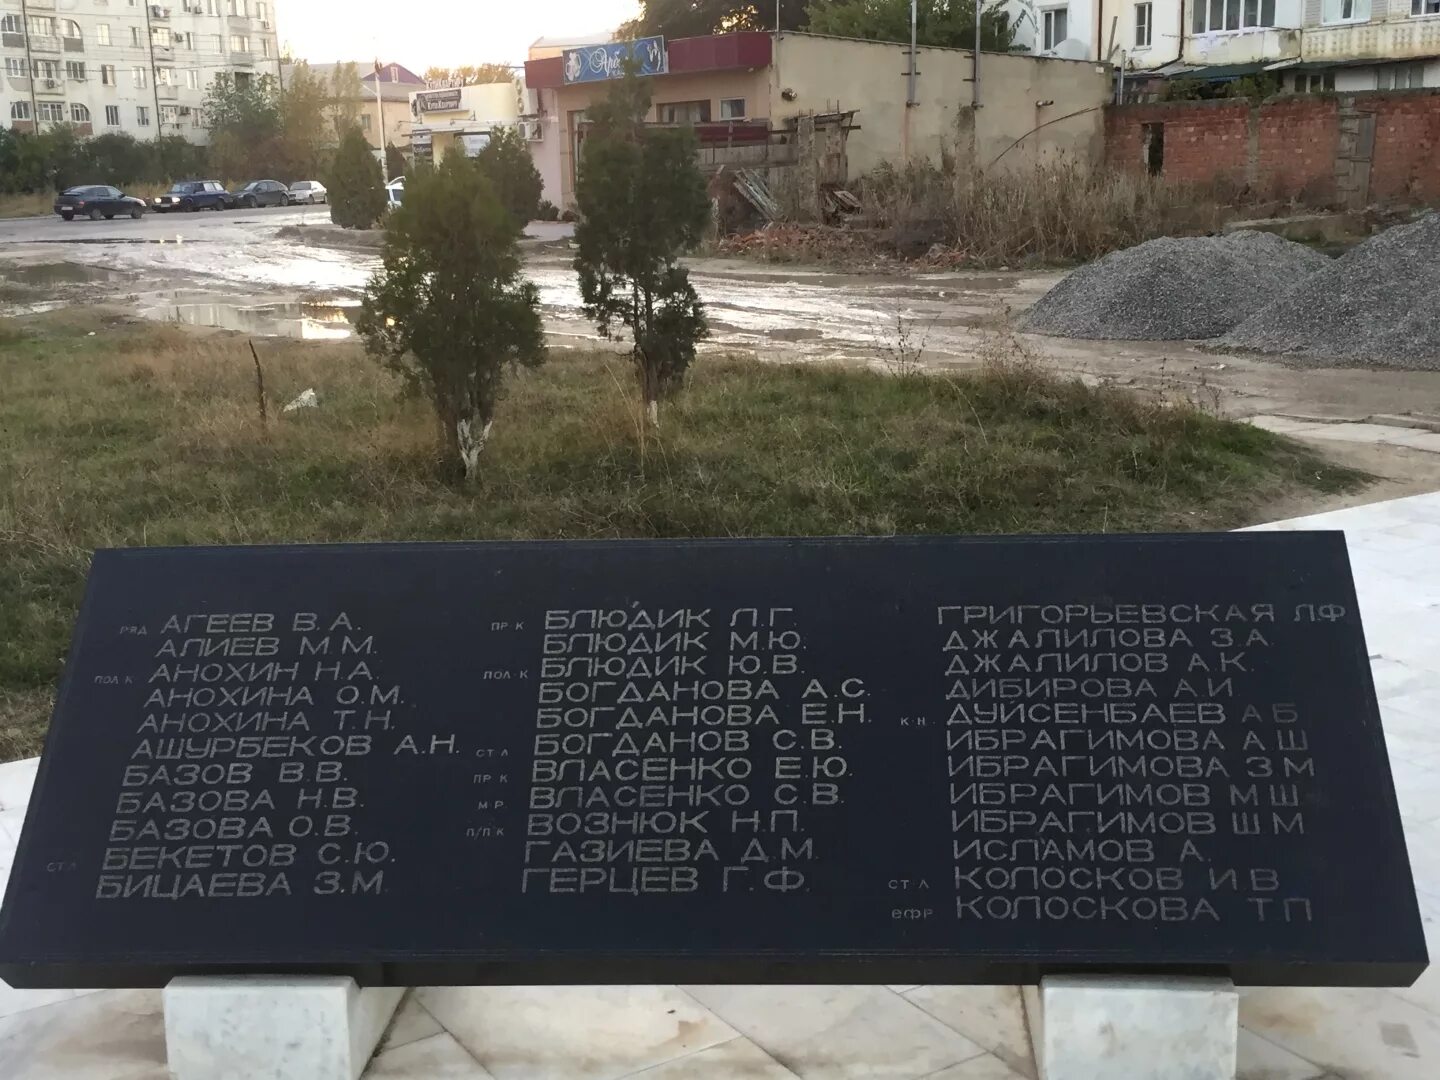 РЯД АГЕЕВ В.А.
АЛИЕВ М.М.
ПОЛ К АНОХИН Н.А.
АНОХИНА О.М.
АНОХИНА Т.Н.
АШУРБЕКОВ А.Н.
БАЗОВ В.В.
БАЗОВА Н.В.
БАЗОВА О.В.
СТ Л БЕКЕТОВ С.Ю.
БИЦАЕВА З.М.
ПР К БЛЮДИК Л.Г.
БЛЮДИК М.Ю.
ПОЛ К БЛЮДИК Ю.В.
БОГДАНОВА А.С.
БОГДАНОВА Е.Н.
СТ Л БОГДАНОВ С.В.
ПР К ВЛАСЕНКО Е.Ю.
М Р. ВЛАСЕНКО С.В.
П/П К ВОЗНЮК Н.П.
ГАЗИЕВА Д.М.
ГЕРЦЕВ Г.Ф.
ГРИГОРЬЕВСКАЯ Л.Ф
ДЖАЛИЛОВА З.А.
ДЖАЛИЛОВ А.К.
ДИБИРОВА А.И
К-Н ДУЙСЕНБАЕВ А Б
ИБРАГИМОВА А Ш
ИБРАГИМОВА З.М
ИБРАГИМОВ М Ш
ИБРАГИМОВ Ш.М
ИСЛАМОВ А.
СТ Л КОЛОСКОВ И.В
ефр КОЛОСКОВА Т.П